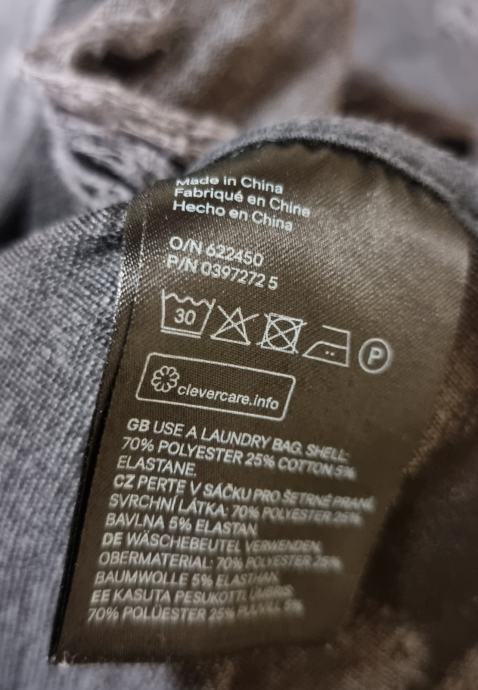 Made in China
Fabriqué en Chine
Hecho en China
O/N 622450
P/N 0397272 5
30
P
clevercare.info
GB USE A LAUNDRY BAG. SHELL:
70% POLYESTER 25% COTTON 5%
ELASTANE.
CZ PERTE V SÁČKU PRO ŠETRNÉ PRANÍ.
SVRCHNÍ LÁTKA: 70% POLYESTER 25%
BAVLNA 5% ELASTAN
DE WÄSCHEBEUTEL VERWENDEN.
OBERMATERIAL: 70% POLYESTER 25%
BAUMWOLLE 5% ELASTHAN.
EE KASUTA PESUKOTTI.
70% POLÜESTER 25% PUUVILL 5%